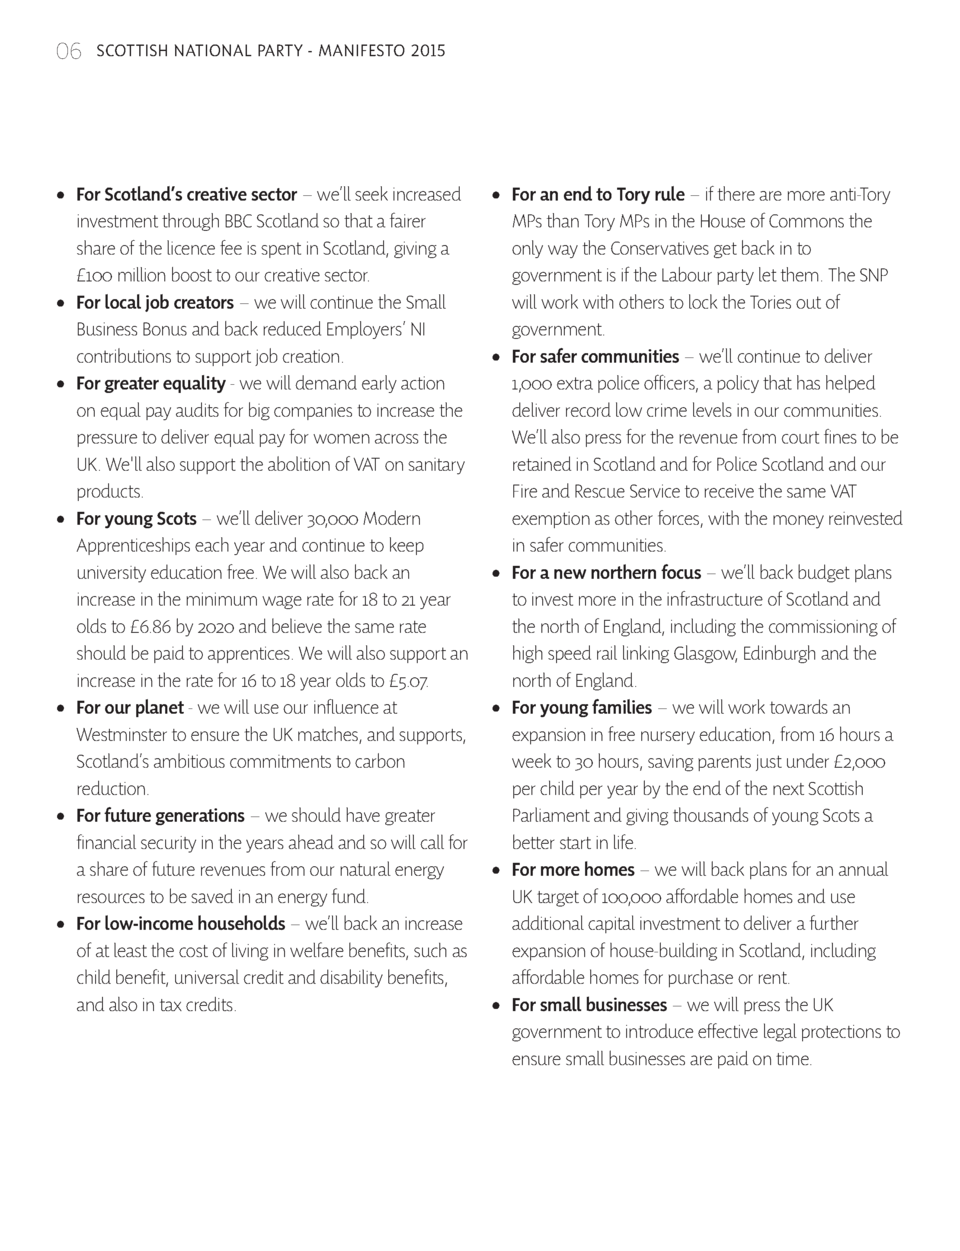 06 SCOTTISH NATIONAL PARTY - MANIFESTO 2015
• For Scotland’s creative sector – we’ll seek increased
investment through BBC Scotland so that a fairer
share of the licence fee is spent in Scotland, giving a
£100 million boost to our creative sector.
• For local job creators – we will continue the Small
Business Bonus and back reduced Employers’ NI
contributions to support job creation.
• For greater equality - we will demand early action
on equal pay audits for big companies to increase the
pressure to deliver equal pay for women across the
UK. We'll also support the abolition of VAT on sanitary
products.
• For young Scots – we’ll deliver 30,000 Modern
Apprenticeships each year and continue to keep
university education free. We will also back an
increase in the minimum wage rate for 18 to 21 year
olds to £6.86 by 2020 and believe the same rate
should be paid to apprentices. We will also support an
increase in the rate for 16 to 18 year olds to £5.07.
• For our planet - we will use our influence at
Westminster to ensure the UK matches, and supports,
Scotland’s ambitious commitments to carbon
reduction.
• For future generations – we should have greater
financial security in the years ahead and so will call for
a share of future revenues from our natural energy
resources to be saved in an energy fund.
• For low-income households – we’ll back an increase
of at least the cost of living in welfare benefits, such as
child benefit, universal credit and disability benefits,
and also in tax credits.
• For an end to Tory rule – if there are more anti-Tory
MPs than Tory MPs in the House of Commons the
only way the Conservatives get back in to
government is if the Labour party let them. The SNP
will work with others to lock the Tories out of
government.
• For safer communities – we’ll continue to deliver
1,000 extra police officers, a policy that has helped
deliver record low crime levels in our communities.
We’ll also press for the revenue from court fines to be
retained in Scotland and for Police Scotland and our
Fire and Rescue Service to receive the same VAT
exemption as other forces, with the money reinvested
in safer communities.
• For a new northern focus – we’ll back budget plans
to invest more in the infrastructure of Scotland and
the north of England, including the commissioning of
high speed rail linking Glasgow, Edinburgh and the
north of England.
• For young families – we will work towards an
expansion in free nursery education, from 16 hours a
week to 30 hours, saving parents just under £2,000
per child per year by the end of the next Scottish
Parliament and giving thousands of young Scots a
better start in life.
• For more homes – we will back plans for an annual
UK target of 100,000 affordable homes and use
additional capital investment to deliver a further
expansion of house-building in Scotland, including
affordable homes for purchase or rent.
• For small businesses – we will press the UK
government to introduce effective legal protections to
ensure small businesses are paid on time.